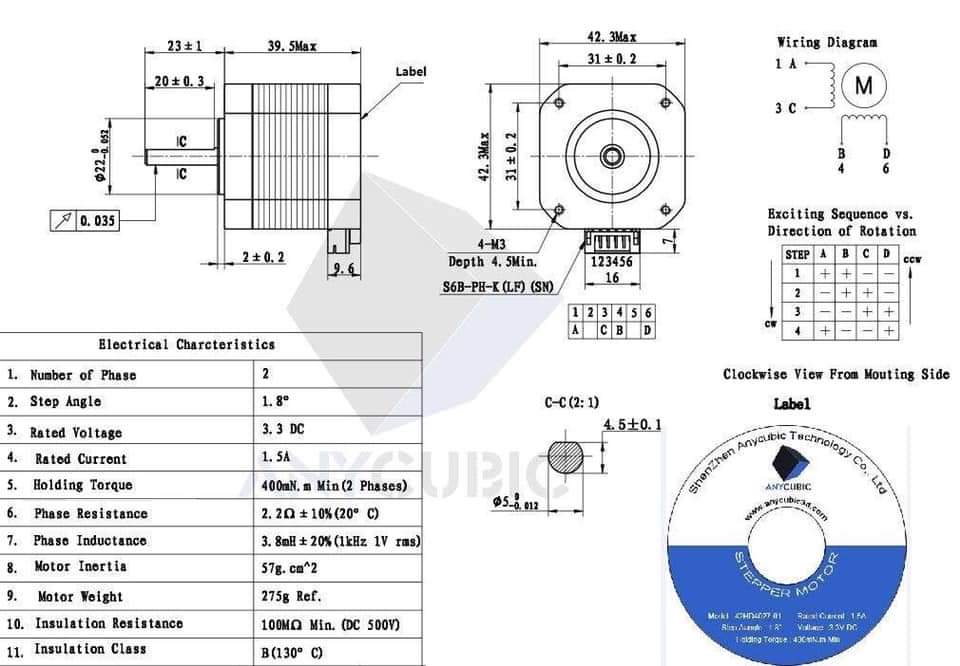 23±1
39.5Max
20±0.3
Label
C
C
Ø22 0 -0.052
0.035
2±0.2
9.6
42.3Max
31±0.2
42.3Max
31±0.2
4-M3
Depth 4.5Min.
S6B-PH-K(LF)(SN)
7
123456
16
1 2 3 4 5 6
A C B D
Wiring Diagram
1 A
M
3 C
B D
4 6
Exciting Sequence vs.
Direction of Rotation
STEP A B C D
ccw
1 + + - -
2 - + + -
3 - - + +
cw
4 + - - +
Clockwise View From Mouting Side
Electrical Charcteristics
1. Number of Phase 2
2. Step Angle 1.8°
3. Rated Voltage 3.3 DC
4. Rated Current 1.5A
5. Holding Torque 400mN.m Min(2 Phases)
6. Phase Resistance 2.2Ω±10%(20° C)
7. Phase Inductance 3.8mH±20%(1kHz 1V rms)
8. Motor Inertia 57g.cm^2
9. Motor Weight 275g Ref.
10. Insulation Resistance 100MΩ Min. (DC 500V)
11. Insulation Class B(130° C)
ANYCUBIC
C-C(2:1)
4.5±0.1
Ø5 0 -0.012
Label
ShenZhen Anycubic Technology Co., Ltd
ANYCUBIC
www.anycubic3d.com
STEPPER MOTOR
Model: 42HD4027-01 Rated Current : 1.5A
Step : 1.8° Voltage : 3.3V DC
Holding Torque : 400mN.m Min